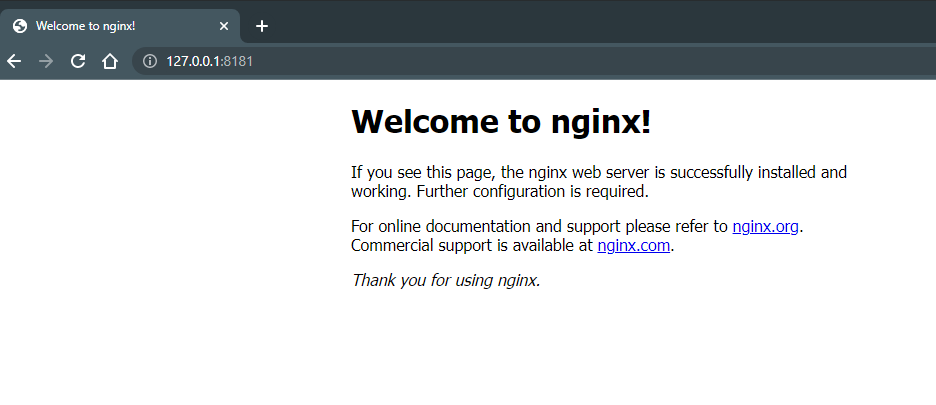 Welcome to nginx!
127.0.0.1:8181
Welcome to nginx!
If you see this page, the nginx web server is successfully installed and
working. Further configuration is required.
For online documentation and support please refer to nginx.org.
Commercial support is available at nginx.com.
Thank you for using nginx.